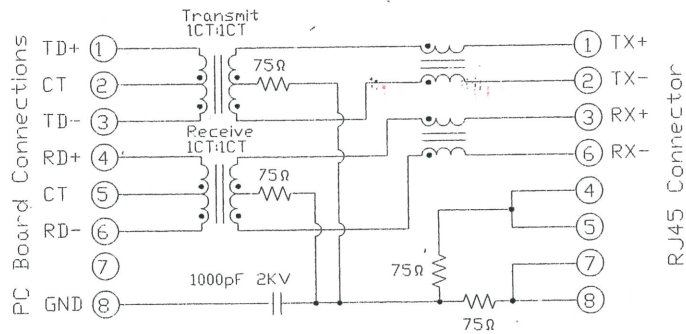 Transmit
1CT:1CT
PC Board Connections
TD+ 1
CT 2
TD- 3
RD+ 4
CT 5
RD- 6
7
GND 8
75Ω
Receive
1CT:1CT
75Ω
1000pF 2KV
75Ω
75Ω
1 TX+
2 TX-
3 RX+
6 RX-
4
5
7
8
RJ45 Connector